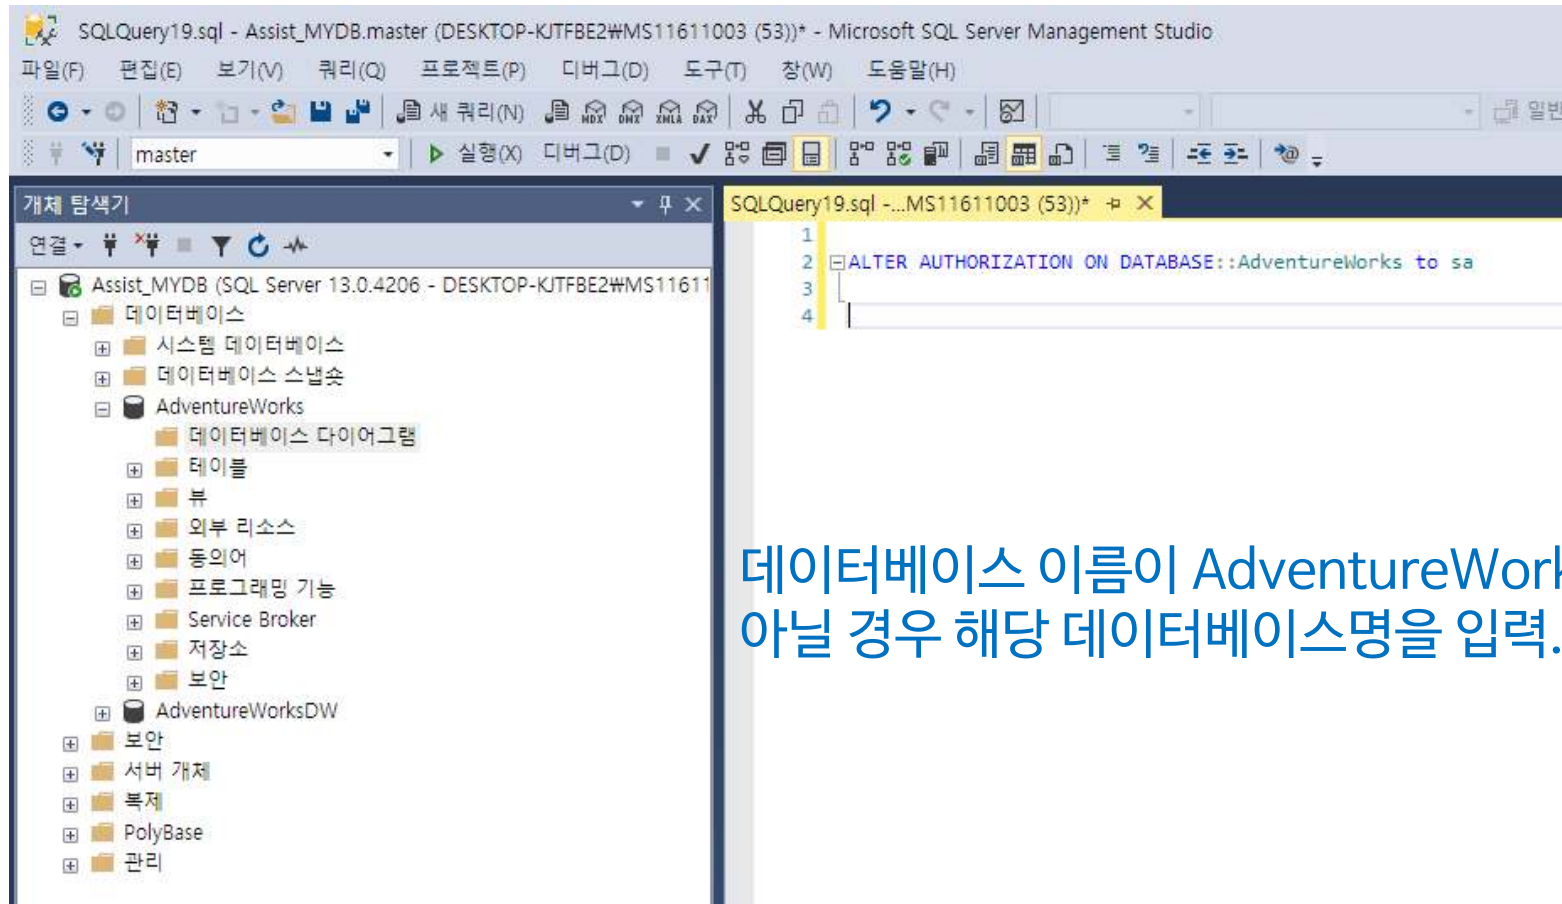 SQLQuery19.sql - Assist_MYDB.master (DESKTOP-KJTFBE2₩MS11611003 (53))* - Microsoft SQL Server Management Studio
파일(F) 편집(E) 보기(V) 쿼리(Q) 프로젝트(P) 디버그(D) 도구(T) 창(W) 도움말(H)
새 쿼리(N) MDX DMX XMLA DAX 일반
master 실행(X) 디버그(D)
개체 탐색기
연결
Assist_MYDB (SQL Server 13.0.4206 - DESKTOP-KJTFBE2₩MS11611
데이터베이스
시스템 데이터베이스
데이터베이스 스냅숏
AdventureWorks
데이터베이스 다이어그램
테이블
뷰
외부 리소스
동의어
프로그래밍 기능
Service Broker
저장소
보안
AdventureWorksDW
보안
서버 개체
복제
PolyBase
관리
SQLQuery19.sql -...MS11611003 (53))*
1
2 ALTER AUTHORIZATION ON DATABASE::AdventureWorks to sa
3
4
데이터베이스 이름이 AdventureWork
아닐 경우 해당 데이터베이스명을 입력.